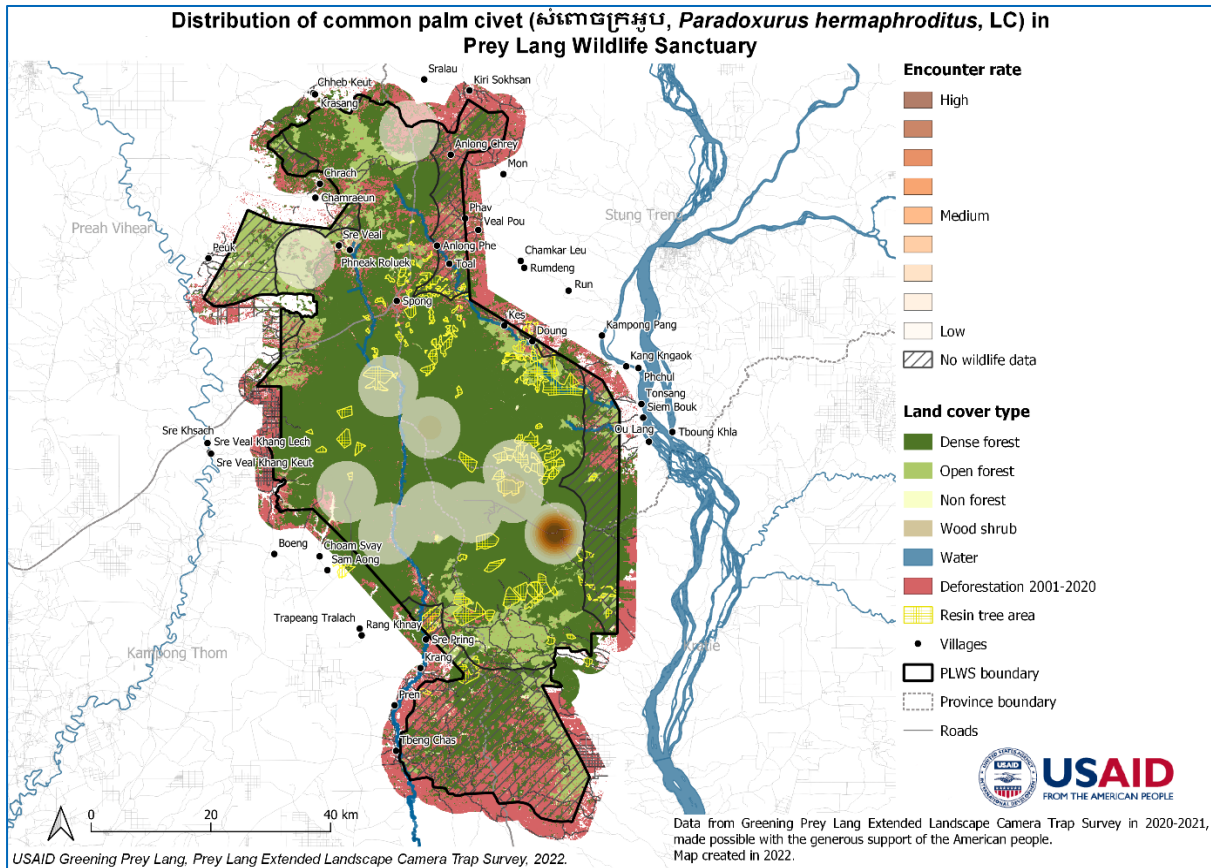 Distribution of common palm civet (សំពោចក្រអូប, Paradoxurus hermaphroditus, LC) in
Prey Lang Wildlife Sanctuary
Sralau
Chheb Keut
Kiri Sokhsan
Krasang
Anlong Chrey
Mon
Chrach
Chamraeun
Phav
Stung Treng
Veal Pou
Preah Vihear
Sre Veal
Peuk
Anlong Phe
Phneak Roluek
Toal
Chamkar Leu
Rumdeng
Run
Spong
Kes
Doung
Kampong Pang
Kang Kngaok
Phchul
Tonsang
Siem Bouk
Ou Lang
Tboung Khla
Sre Khsach
Sre Veal Khang Lech
Sre Veal Khang Keut
Boeng
Choam Svay
Sam Aong
Trapeang Tralach
Rang Khnay
Sre Pring
Kampong Thom
Kratie
Krang
Pren
Tbeng Chas
Encounter rate
High
Medium
Low
No wildlife data
Land cover type
Dense forest
Open forest
Non forest
Wood shrub
Water
Deforestation 2001-2020
Resin tree area
Villages
PLWS boundary
Province boundary
Roads
0 20 40 km
USAID
FROM THE AMERICAN PEOPLE
Data from Greening Prey Lang Extended Landscape Camera Trap Survey in 2020-2021,
made possible with the generous support of the American people.
Map created in 2022.
USAID Greening Prey Lang, Prey Lang Extended Landscape Camera Trap Survey, 2022.